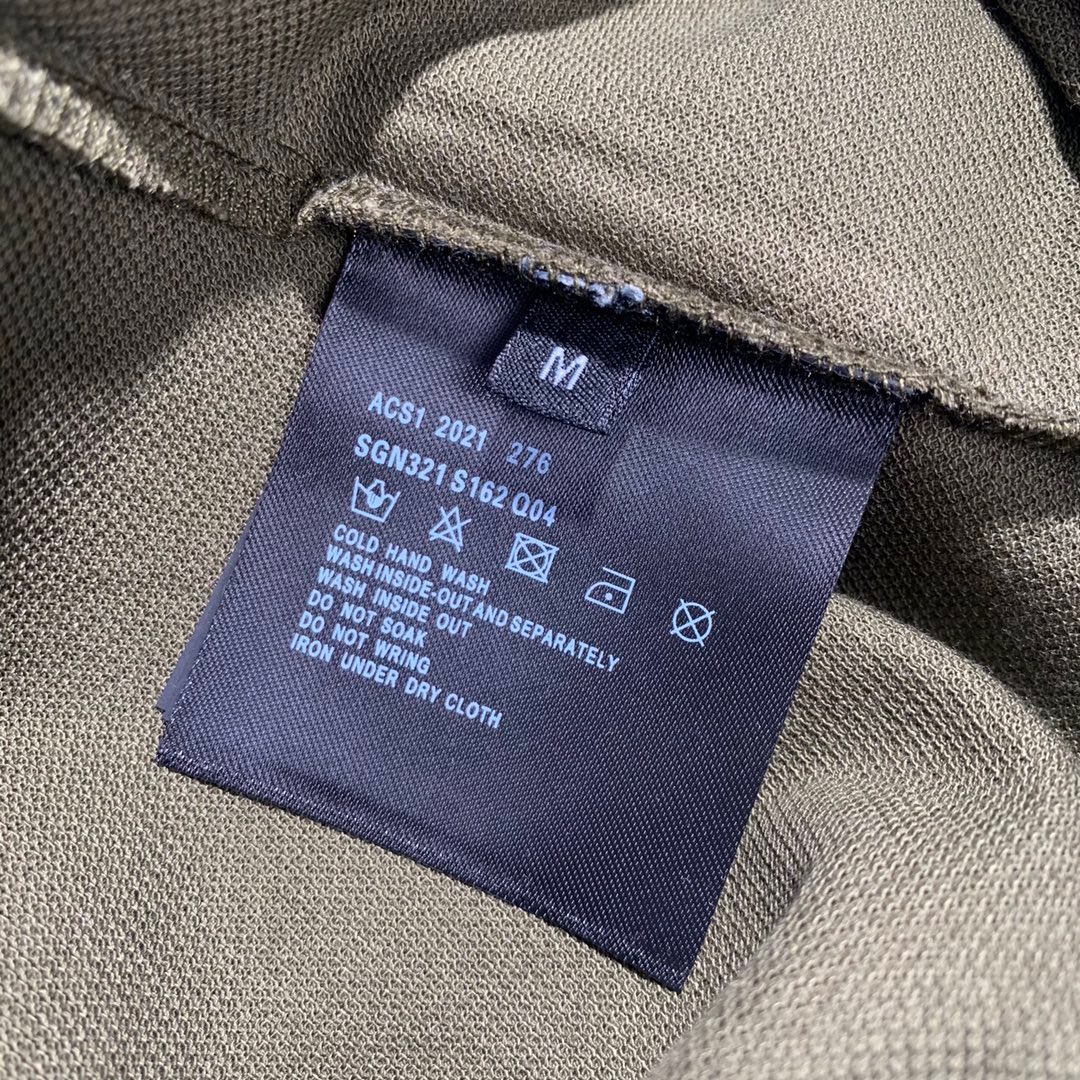 M
ACS1 2021 276
SGN321 S162 Q04
COLD HAND WASH
WASH INSIDE-OUT AND SEPARATELY
WASH INSIDE OUT
DO NOT SOAK
DO NOT WRING
IRON UNDER DRY CLOTH